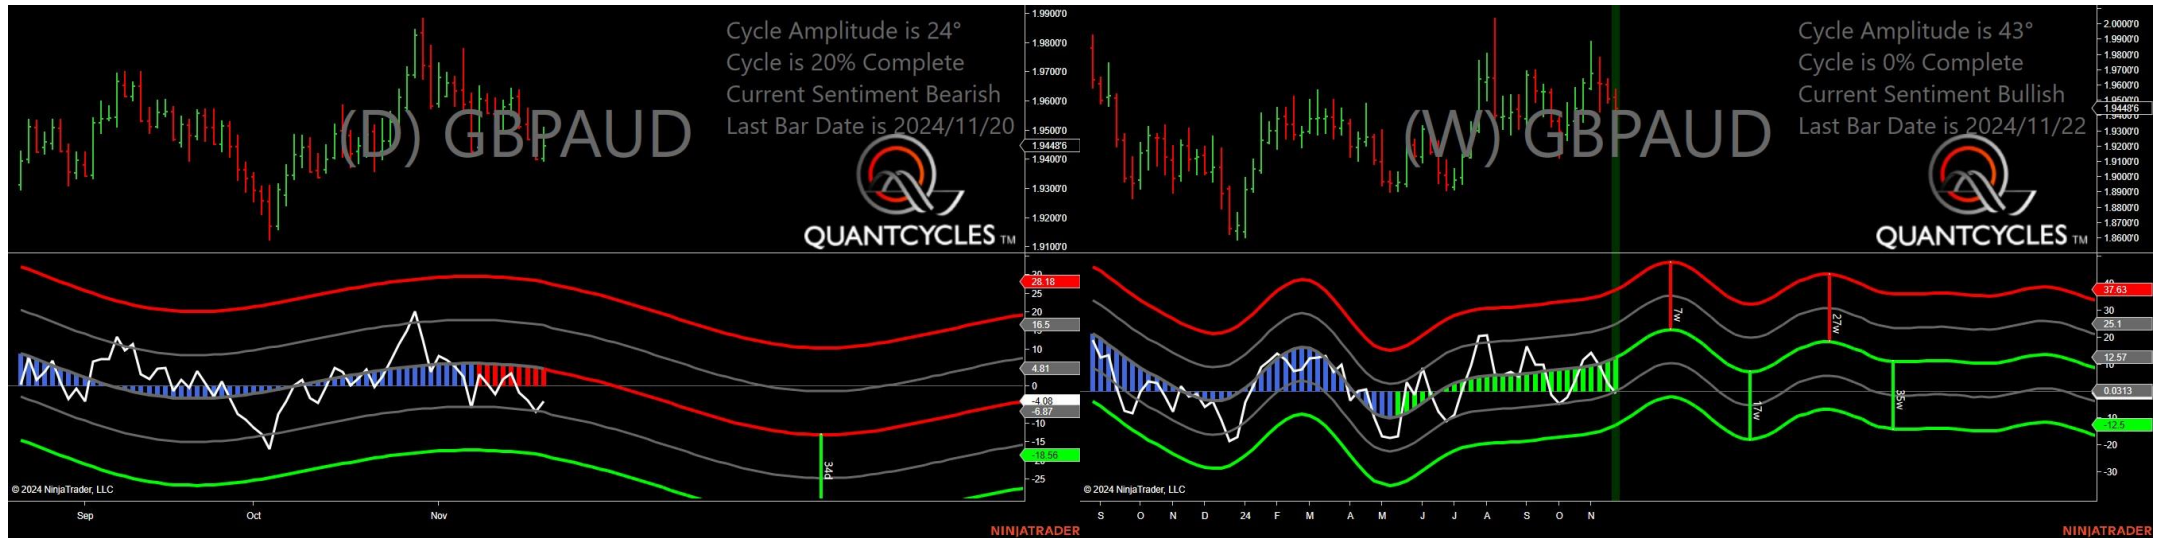 Cycle Amplitude is 24°
Cycle is 20% Complete
Current Sentiment Bearish
Last Bar Date is 2024/11/20
(D) GBPAUD
QUANTCYCLES TM
1.9900'0
1.9800'0
1.9700'0
1.9600'0
1.9500'0
1.9448'6
1.9400'0
1.9300'0
1.9200'0
1.9100'0
28.18
25
20
16.5
10
4.81
0
-4.08
-6.87
-10
-15
-18.56
-25
34d
© 2024 NinjaTrader, LLC
Sep Oct Nov
NINJATRADER
Cycle Amplitude is 43°
Cycle is 0% Complete
Current Sentiment Bullish
Last Bar Date is 2024/11/22
(W) GBPAUD
QUANTCYCLES TM
2.0000'0
1.9900'0
1.9800'0
1.9700'0
1.9600'0
1.9448'6
1.9300'0
1.9200'0
1.9100'0
1.9000'0
1.8900'0
1.8800'0
1.8700'0
1.8600'0
40
37.63
30
25.1
20
12.57
0.0313
-10
-12.5
-20
-30
7w
27w
17w
35w
© 2024 NinjaTrader, LLC
S O N D 24 F M A M J J A S O N
NINJATRADER